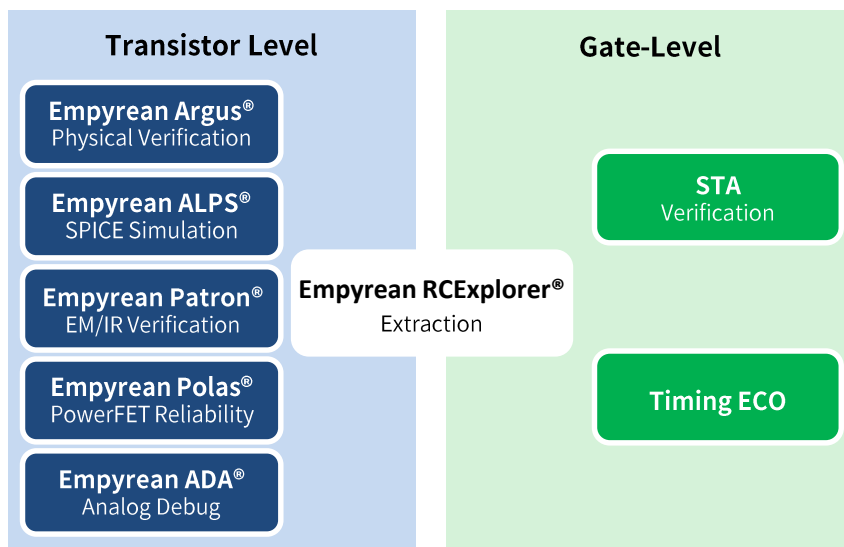 Transistor Level
Empyrean Argus®
Physical Verification
Empyrean ALPS®
SPICE Simulation
Empyrean Patron®
EM/IR Verification
Empyrean Polas®
PowerFET Reliability
Empyrean ADA®
Analog Debug
Empyrean RCExplorer®
Extraction
Gate-Level
STA
Verification
Timing ECO